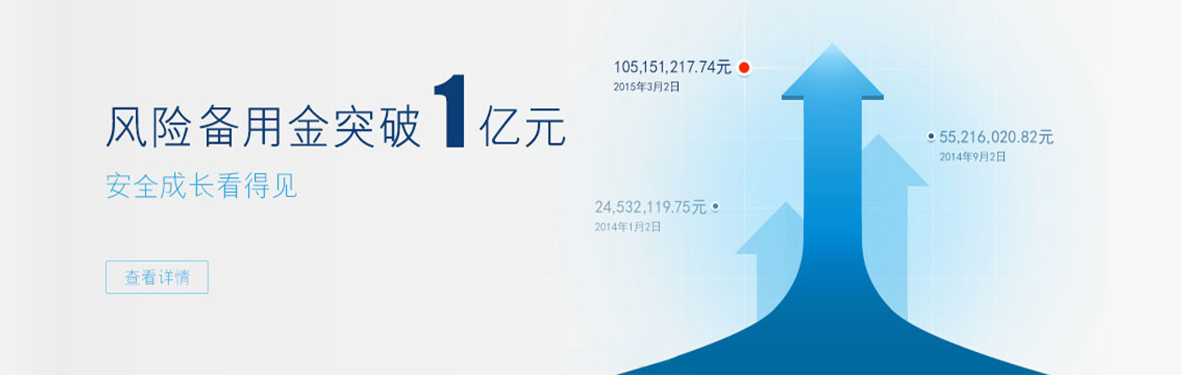 风险备用金突破1亿元
安全成长看得见
查看详情
105,151,217.74元
2015年3月2日
55,216,020.82元
2014年9月2日
24,532,119.75元
2014年1月2日